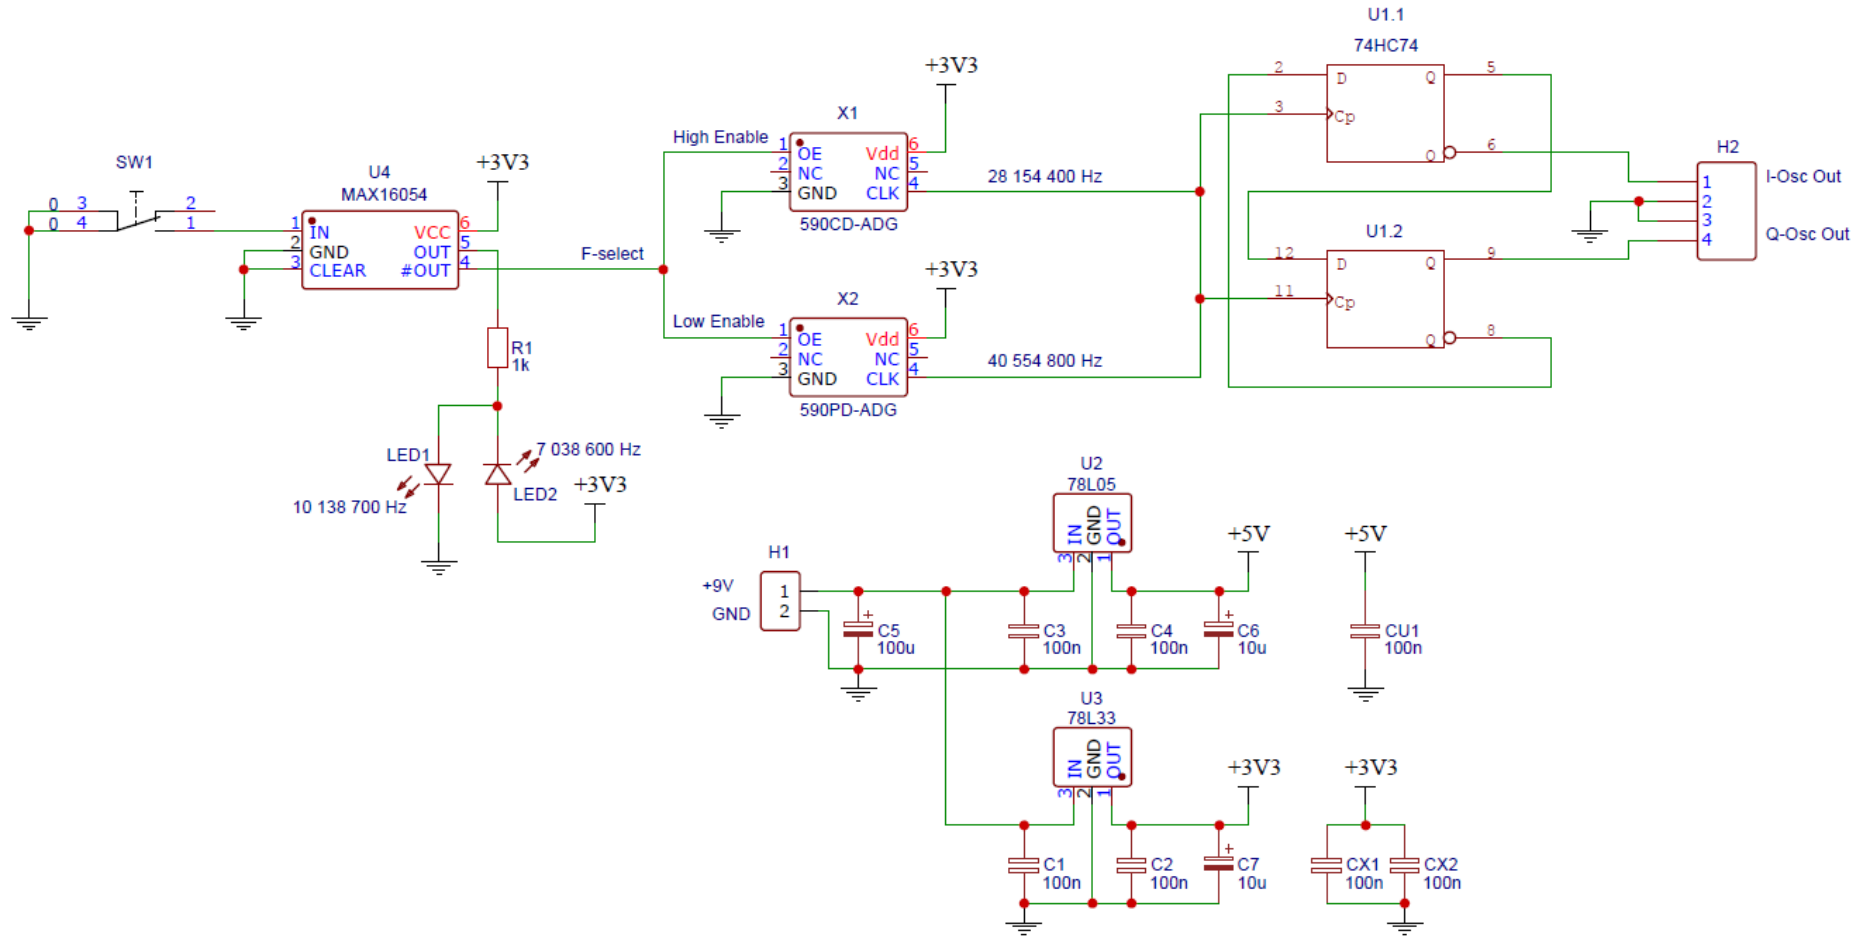 U1.1
74HC74
2 D Q 5
3 Cp
Q 6
+3V3
X1
High Enable
1 OE Vdd 6
2 NC NC 5
3 GND CLK 4
590CD-ADG
28 154 400 Hz
SW1
0 3 2
0 4 1
U4
MAX16054
+3V3
1 IN VCC 6
2 GND OUT 5
3 CLEAR #OUT 4
F-select
H2
1 I-Osc Out
2
3
4 Q-Osc Out
U1.2
12 D Q 9
11 Cp
Q 8
+3V3
X2
Low Enable
1 OE Vdd 6
2 NC NC 5
3 GND CLK 4
590PD-ADG
40 554 800 Hz
R1
1k
LED1
10 138 700 Hz
7 038 600 Hz
LED2
+3V3
U2
78L05
IN GND OUT
3 2 1
+5V
+5V
H1
+9V 1
GND 2
+
C5
100u
C3
100n
C4
100n
+
C6
10u
CU1
100n
U3
78L33
IN GND OUT
3 2 1
+3V3
+3V3
C1
100n
C2
100n
+
C7
10u
CX1
100n
CX2
100n